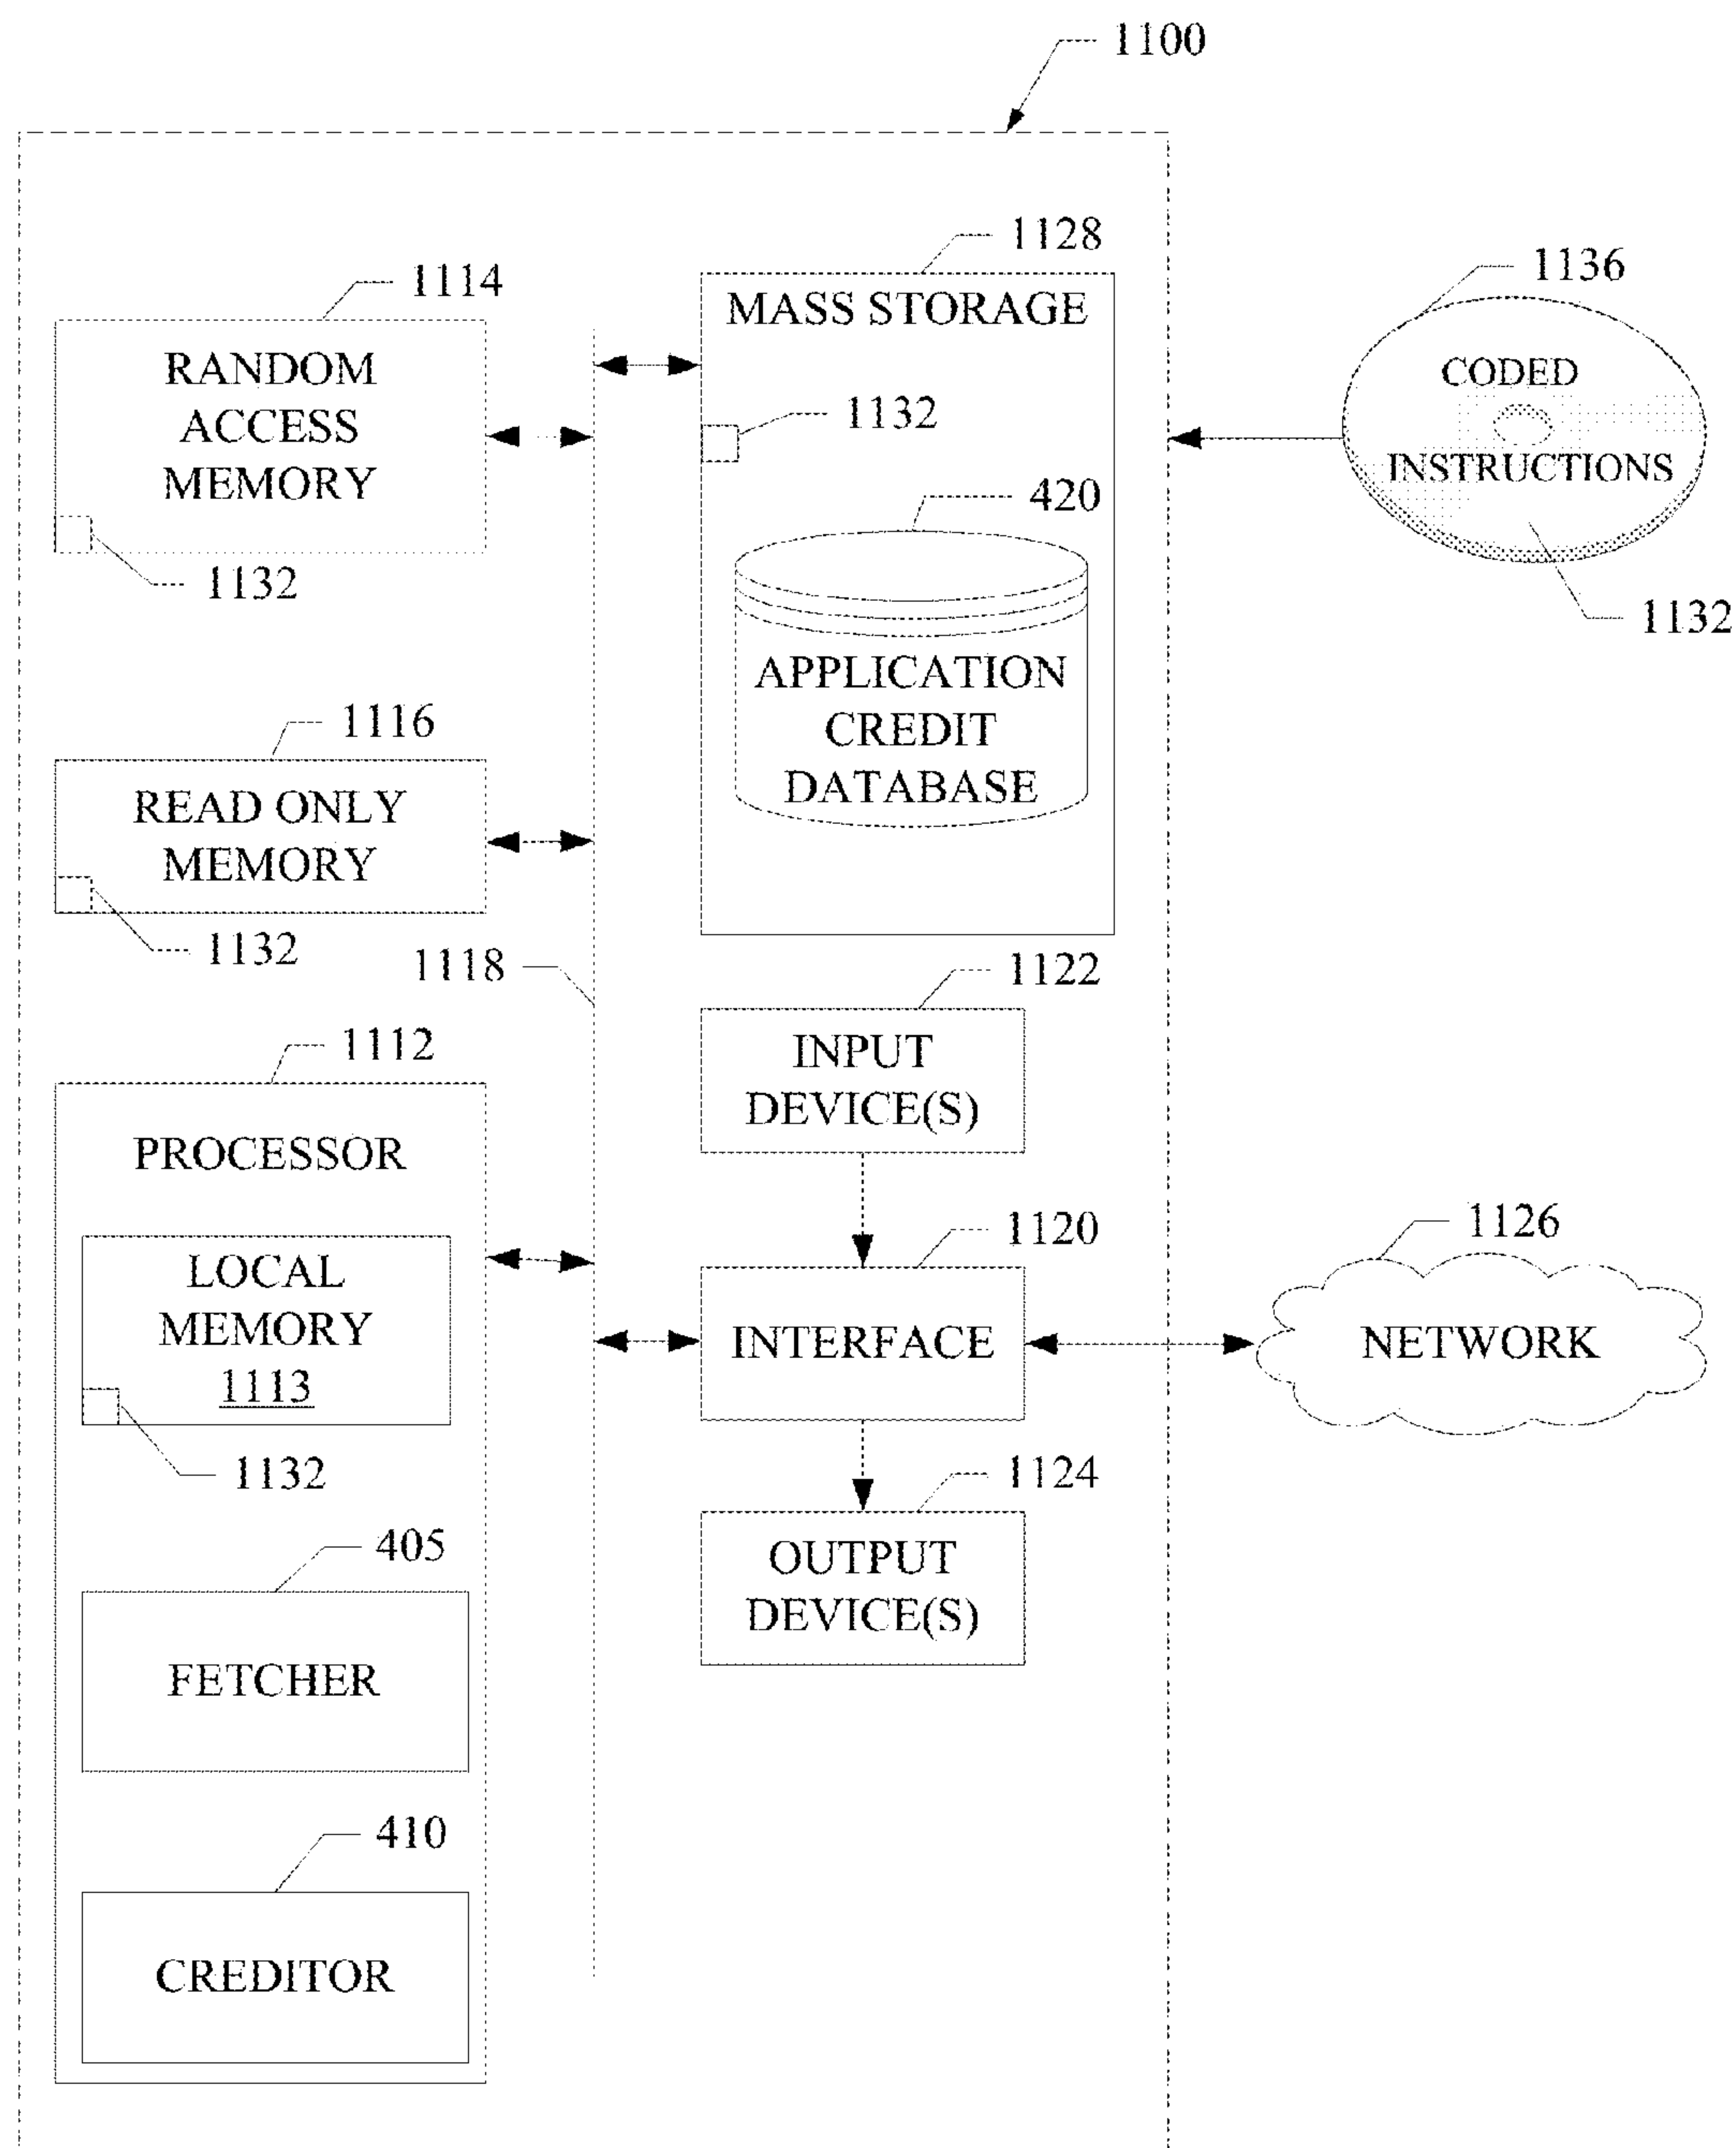 1100
1128
MASS STORAGE
1114
RANDOM
ACCESS
MEMORY
1132
1132
420
APPLICATION
CREDIT
DATABASE
1136
CODED
INSTRUCTIONS
1132
1116
READ ONLY
MEMORY
1132
1118
1122
INPUT
DEVICE(S)
1112
PROCESSOR
LOCAL
MEMORY
1113
1132
1120
INTERFACE
1126
NETWORK
1124
OUTPUT
DEVICE(S)
405
FETCHER
410
CREDITOR